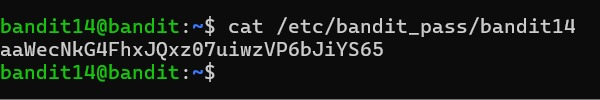 bandit14@bandit:~$ cat /etc/bandit_pass/bandit14
aaWecNkG4FhxJQxz07uiwzVP6bJiYS65
bandit14@bandit:~$